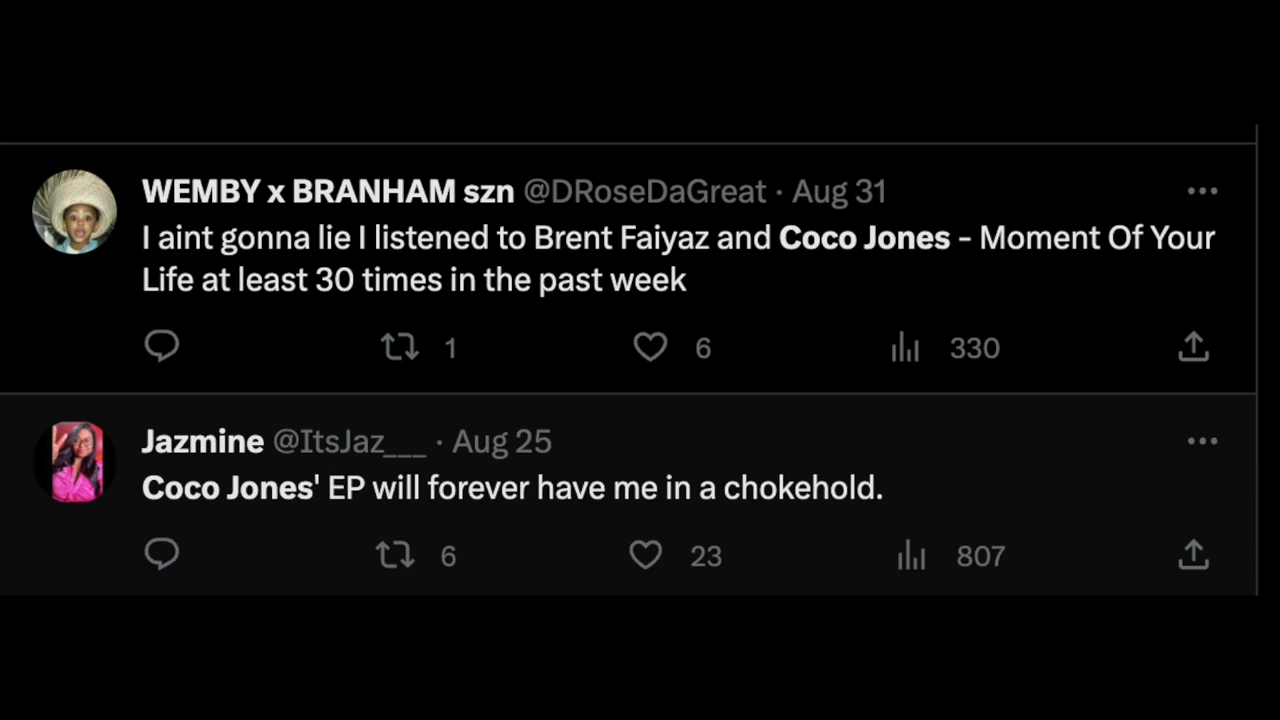 WEMBY x BRANHAM szn @DRoseDaGreat · Aug 31
I aint gonna lie I listened to Brent Faiyaz and Coco Jones - Moment Of Your
Life at least 30 times in the past week
1 6 330
Jazmine @ItsJaz___ · Aug 25
Coco Jones' EP will forever have me in a chokehold.
6 23 807